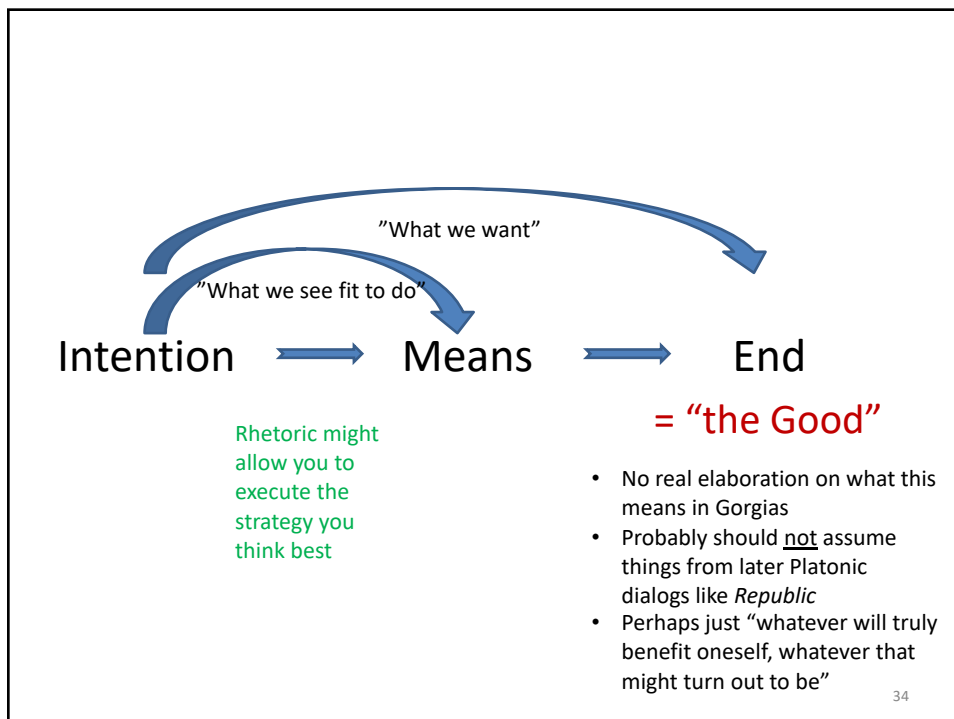 ”What we want”
”What we see fit to do”
Intention
Means
End
Rhetoric might
allow you to
execute the
strategy you
think best
= “the Good”
• No real elaboration on what this
means in Gorgias
• Probably should not assume
things from later Platonic
dialogs like Republic
• Perhaps just “whatever will truly
benefit oneself, whatever that
might turn out to be”
34